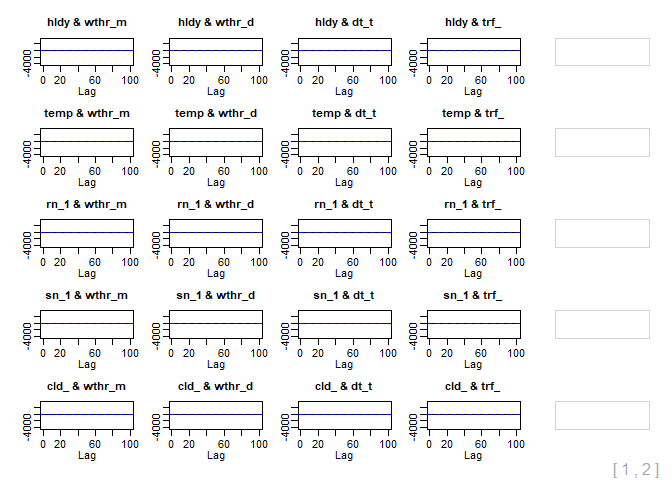 hldy & wthr_m hldy & wthr_d hldy & dt_t hldy & trf_
-4000 -4000 -4000 -4000
0 20 60 100 0 20 60 100 0 20 60 100 0 20 60 100
Lag Lag Lag Lag
temp & wthr_m temp & wthr_d temp & dt_t temp & trf_
-4000 -4000 -4000 -4000
0 20 60 100 0 20 60 100 0 20 60 100 0 20 60 100
Lag Lag Lag Lag
rn_1 & wthr_m rn_1 & wthr_d rn_1 & dt_t rn_1 & trf_
-4000 -4000 -4000 -4000
0 20 60 100 0 20 60 100 0 20 60 100 0 20 60 100
Lag Lag Lag Lag
sn_1 & wthr_m sn_1 & wthr_d sn_1 & dt_t sn_1 & trf_
-4000 -4000 -4000 -4000
0 20 60 100 0 20 60 100 0 20 60 100 0 20 60 100
Lag Lag Lag Lag
cld_ & wthr_m cld_ & wthr_d cld_ & dt_t cld_ & trf_
-4000 -4000 -4000 -4000
0 20 60 100 0 20 60 100 0 20 60 100 0 20 60 100
Lag Lag Lag Lag
[ 1 , 2 ]